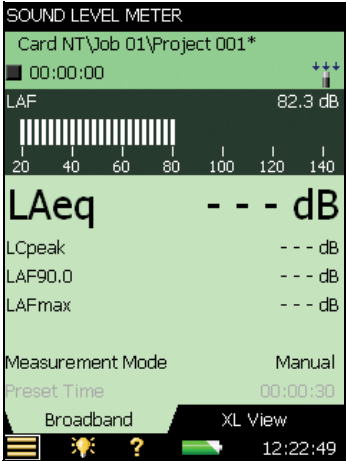 SOUND LEVEL METER
Card NT\Job 01\Project 001*
00:00:00
LAF 82.3 dB
20 40 60 80 100 120 140
LAeq - - - dB
LCpeak - - - dB
LAF90.0 - - - dB
LAFmax - - - dB
Measurement Mode Manual
Preset Time 00:00:30
Broadband XL View
? 12:22:49